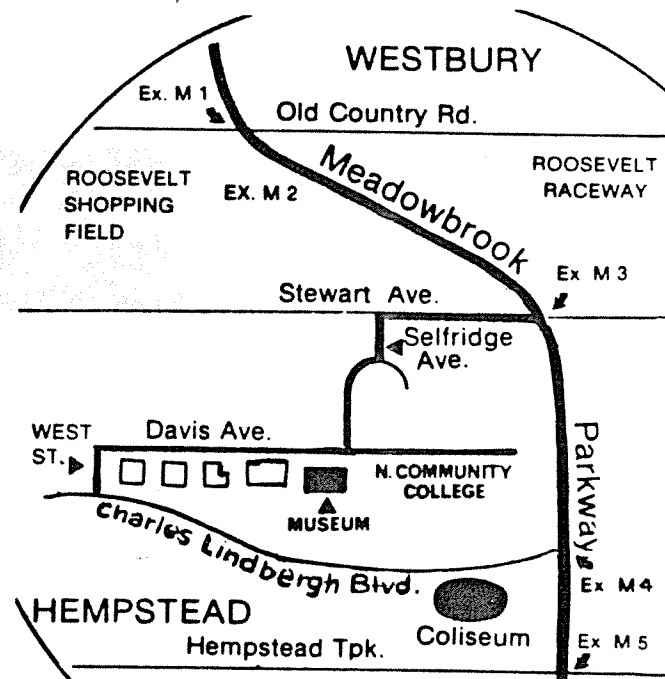 WESTBURY
Ex. M 1
Old Country Rd.
Meadowbrook
ROOSEVELT
SHOPPING
FIELD
EX. M 2
ROOSEVELT
RACEWAY
Ex M 3
Stewart Ave.
Selfridge
Ave.
WEST
ST.
Davis Ave.
N. COMMUNITY
COLLEGE
MUSEUM
Parkway
Charles Lindbergh Blvd.
Ex M 4
HEMPSTEAD
Coliseum
Hempstead Tpk.
Ex M 5